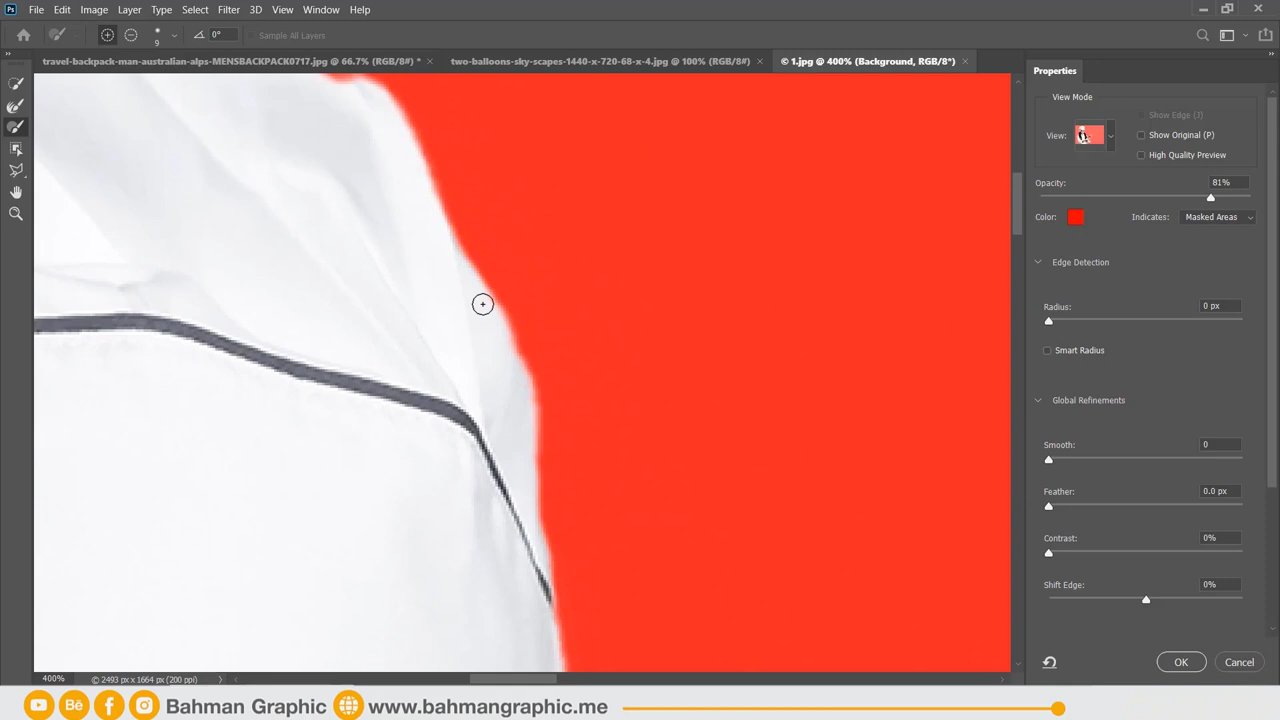 Ps File Edit Image Layer Type Select Filter 3D View Window Help
9 0° Sample All Layers
travel-backpack-man-australian-alps-MENSBACKPACK0717.jpg @ 66.7% (RGB/8#) * × two-balloons-sky-scapes-1440-x-720-68-x-4.jpg @ 100% (RGB/8#) × © 1.jpg @ 400% (Background, RGB/8*) ×
Properties
View Mode
Show Edge (J)
View: Show Original (P)
High Quality Preview
Opacity: 81%
Color: Indicates: Masked Areas
Edge Detection
Radius: 0 px
Smart Radius
Global Refinements
Smooth: 0
Feather: 0.0 px
Contrast: 0%
Shift Edge: 0%
OK Cancel
400% © 2493 px x 1664 px (200 ppi)
Bē f Bahman Graphic www.bahmangraphic.me